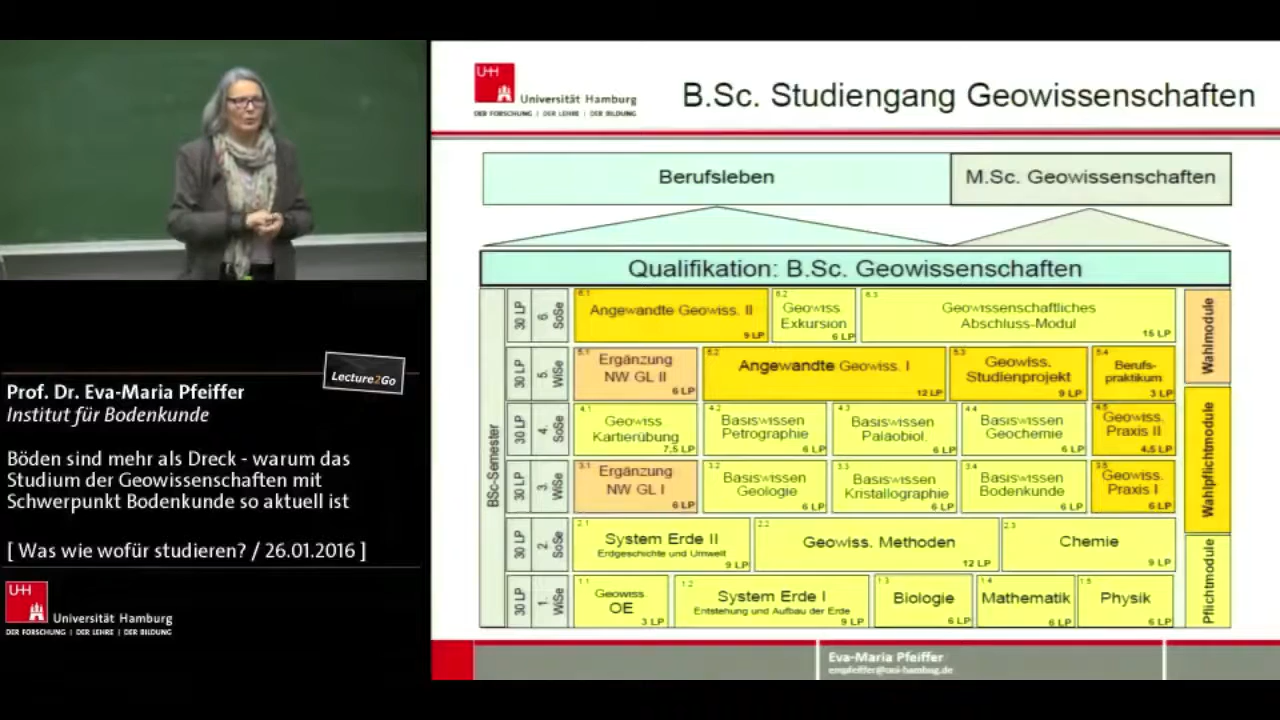 Lecture2Go
Prof. Dr. Eva-Maria Pfeiffer
Institut für Bodenkunde
Böden sind mehr als Dreck - warum das
Studium der Geowissenschaften mit
Schwerpunkt Bodenkunde so aktuell ist
[ Was wie wofür studieren? / 26.01.2016 ]
UHH
Universität Hamburg
DER FORSCHUNG | DER LEHRE | DER BILDUNG
UHH
Universität Hamburg
DER FORSCHUNG | DER LEHRE | DER BILDUNG
B.Sc. Studiengang Geowissenschaften
Berufsleben
M.Sc. Geowissenschaften
Qualifikation: B.Sc. Geowissenschaften
BSc-Semester
30 LP
6. SoSe
6.1
Angewandte Geowiss. II
9 LP
6.2
Geowiss.
Exkursion
6 LP
6.3
Geowissenschaftliches
Abschluss-Modul
15 LP
Wahlmodule
30 LP
5. WiSe
5.1
Ergänzung
NW GL II
6 LP
5.2
Angewandte Geowiss. I
12 LP
5.3
Geowiss.
Studienprojekt
9 LP
5.4
Berufs-
praktikum
3 LP
30 LP
4. SoSe
4.1
Geowiss
Kartierübung
7,5 LP
4.2
Basiswissen
Petrographie
6 LP
4.3
Basiswissen
Paläobiol.
6 LP
4.4
Basiswissen
Geochemie
6 LP
4.5
Geowiss.
Praxis II
4,5 LP
Wahlpflichtmodule
30 LP
3. WiSe
3.1
Ergänzung
NW GL I
6 LP
3.2
Basiswissen
Geologie
6 LP
3.3
Basiswissen
Kristallographie
6 LP
3.4
Basiswissen
Bodenkunde
6 LP
3.5
Geowiss.
Praxis I
6 LP
30 LP
2. SoSe
2.1
System Erde II
Erdgeschichte und Umwelt
9 LP
2.2
Geowiss. Methoden
12 LP
2.3
Chemie
9 LP
Pflichtmodule
30 LP
1. WiSe
1.1
Geowiss.
OE
3 LP
1.2
System Erde I
Entstehung und Aufbau der Erde
9 LP
1.3
Biologie
6 LP
1.4
Mathematik
6 LP
1.5
Physik
6 LP
Eva-Maria Pfeiffer
empfeiffer@uni-hamburg.de